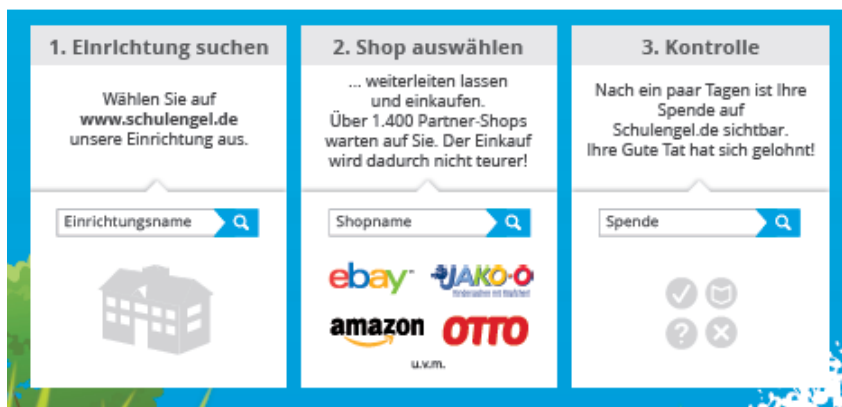 1. Einrichtung suchen
Wählen Sie auf
www.schulengel.de
unsere Einrichtung aus.
Einrichtungsname
2. Shop auswählen
... weiterleiten lassen
und einkaufen.
Über 1.400 Partner-Shops
warten auf Sie. Der Einkauf
wird dadurch nicht teurer!
Shopname
ebay™ JAKO-O
amazon OTTO
u.v.m.
3. Kontrolle
Nach ein paar Tagen ist Ihre
Spende auf
Schulengel.de sichtbar.
Ihre Gute Tat hat sich gelohnt!
Spende